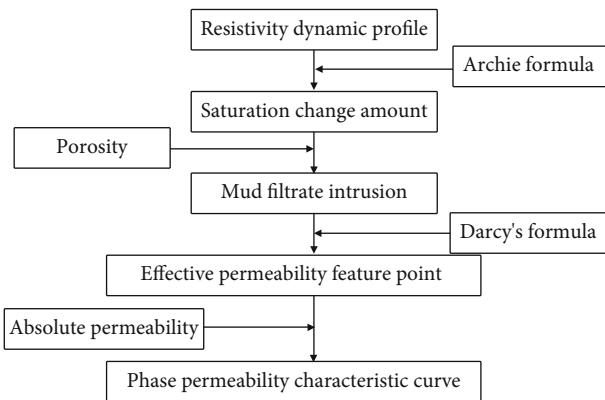 Resistivity dynamic profile
Archie formula
Saturation change amount
Porosity
Mud filtrate intrusion
Darcy's formula
Effective permeability feature point
Absolute permeability
Phase permeability characteristic curve